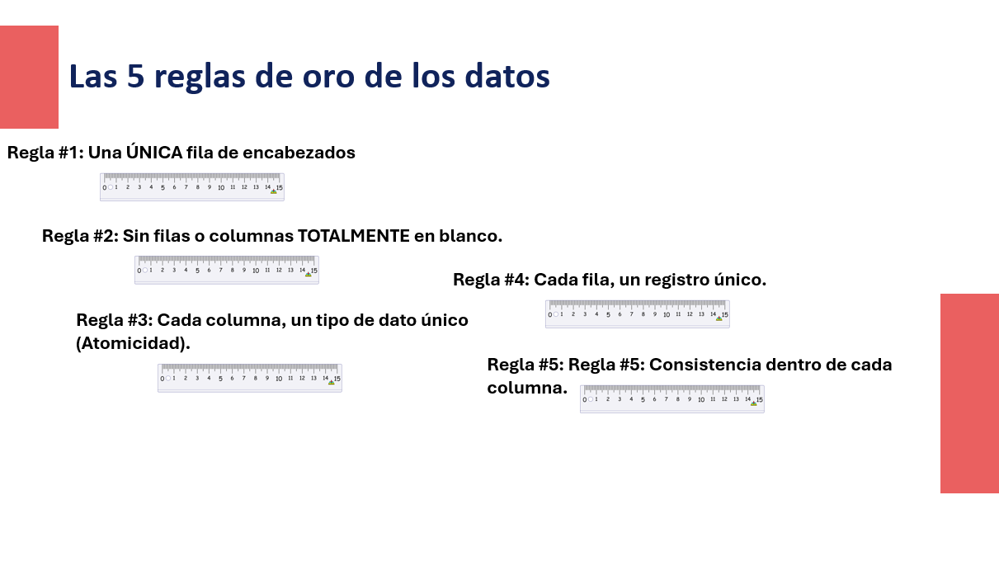 Las 5 reglas de oro de los datos
Regla #1: Una ÚNICA fila de encabezados
0 1 2 3 4 5 6 7 8 9 10 11 12 13 14 15
Regla #2: Sin filas o columnas TOTALMENTE en blanco.
0 1 2 3 4 5 6 7 8 9 10 11 12 13 14 15
Regla #3: Cada columna, un tipo de dato único
(Atomicidad).
0 1 2 3 4 5 6 7 8 9 10 11 12 13 14 15
Regla #4: Cada fila, un registro único.
0 1 2 3 4 5 6 7 8 9 10 11 12 13 14 15
Regla #5: Regla #5: Consistencia dentro de cada
columna.
0 1 2 3 4 5 6 7 8 9 10 11 12 13 14 15